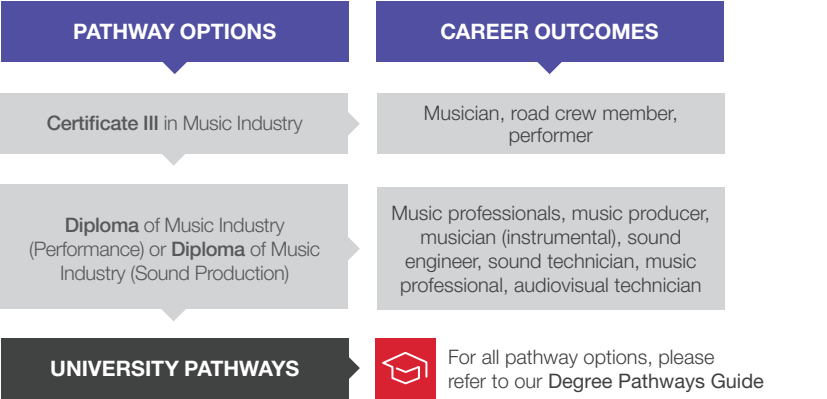 PATHWAY OPTIONS
CAREER OUTCOMES
Certificate III in Music Industry
Musician, road crew member,
performer
Diploma of Music Industry
(Performance) or Diploma of Music
Industry (Sound Production)
Music professionals, music producer,
musician (instrumental), sound
engineer, sound technician, music
professional, audiovisual technician
UNIVERSITY PATHWAYS
For all pathway options, please
refer to our Degree Pathways Guide